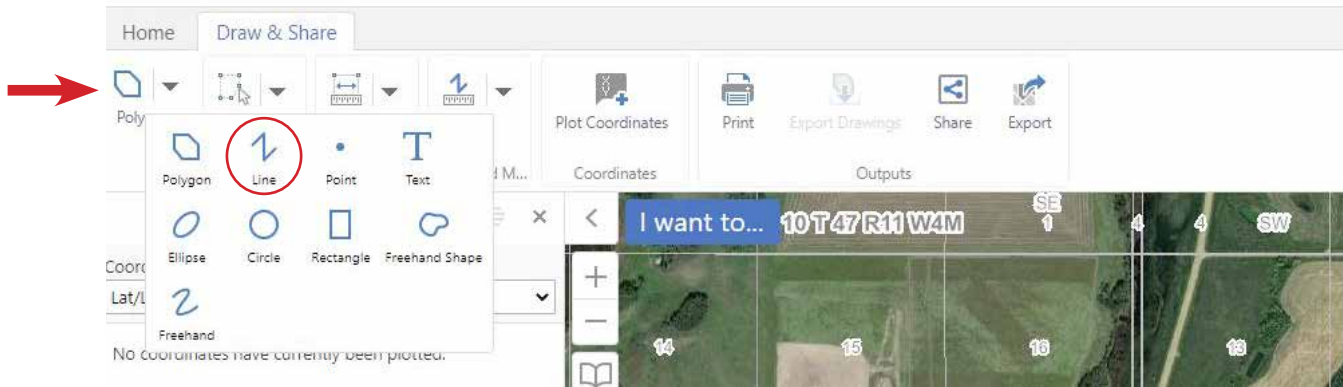 Home Draw & Share
Poly
Plot Coordinates Print Export Drawings Share Export
Polygon Line Point Text
d M... Coordinates Outputs
Ellipse Circle Rectangle Freehand Shape
I want to... 10 T 47 R11 W4M SE 1 4 4 SW
Coord
Lat/L
Freehand
No coordinates have currently been plotted.
14 15 16 13